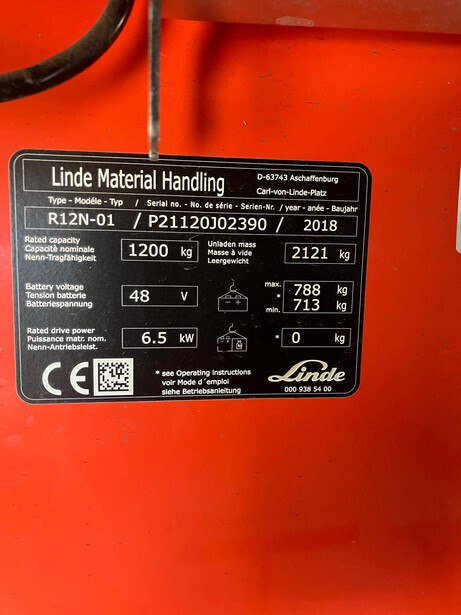 Linde Material Handling
D-63743 Aschaffenburg
Carl-von-Linde-Platz
Type - Modéle - Typ / Serial no. - No. de série - Serien-Nr. / year - année - Baujahr
R12N-01 / P21120J02390 / 2018
Rated capacity
Capacité nominale
Nenn-Tragfähigkeit
1200 kg
Unladen mass
Masse à vide
Leergewicht
2121 kg
Battery voltage
Tension batterie
Batteriespannung
48 V
max. * 788 kg
min. * 713 kg
Rated drive power
Puissance matr. nom.
Nenn-Antriebsleist.
6.5 kW
* 0 kg
CE
* see Operating instructions
voir Mode d´emploi
siehe Betriebsanleitung
Linde
000 938 54 00